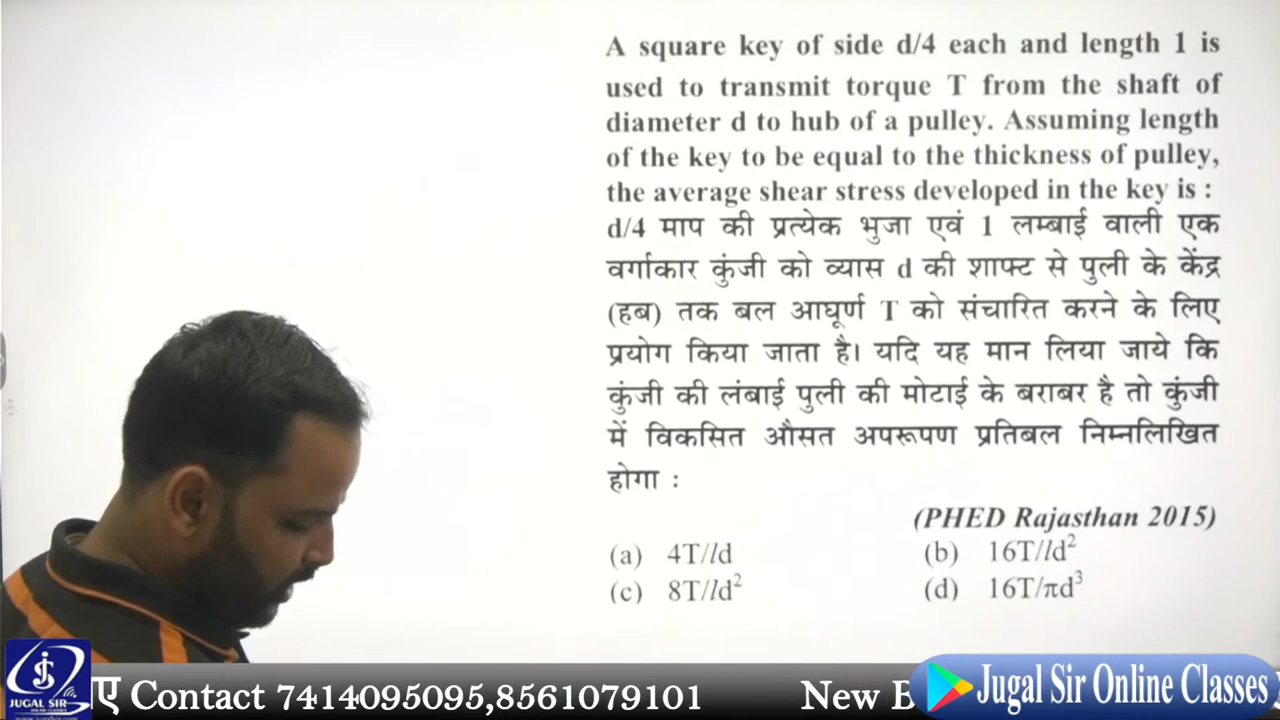 A square key of side d/4 each and length 1 is
used to transmit torque T from the shaft of
diameter d to hub of a pulley. Assuming length
of the key to be equal to the thickness of pulley,
the average shear stress developed in the key is :
d/4 माप की प्रत्येक भुजा एवं 1 लम्बाई वाली एक
वर्गाकार कुंजी को व्यास d की शाफ्ट से पुली के केंद्र
(हब) तक बल आघूर्ण T को संचारित करने के लिए
प्रयोग किया जाता है। यदि यह मान लिया जाये कि
कुंजी की लंबाई पुली की मोटाई के बराबर है तो कुंजी
में विकसित औसत अपरूपण प्रतिबल निम्नलिखित
होगा :
(PHED Rajasthan 2015)
(a) 4T/ld (b) 16T/ld²
(c) 8T/ld² (d) 16T/πd³
JUGAL SIR
www.jugalsir.com
ए Contact 7414095095,8561079101 New B
Jugal Sir Online Classes